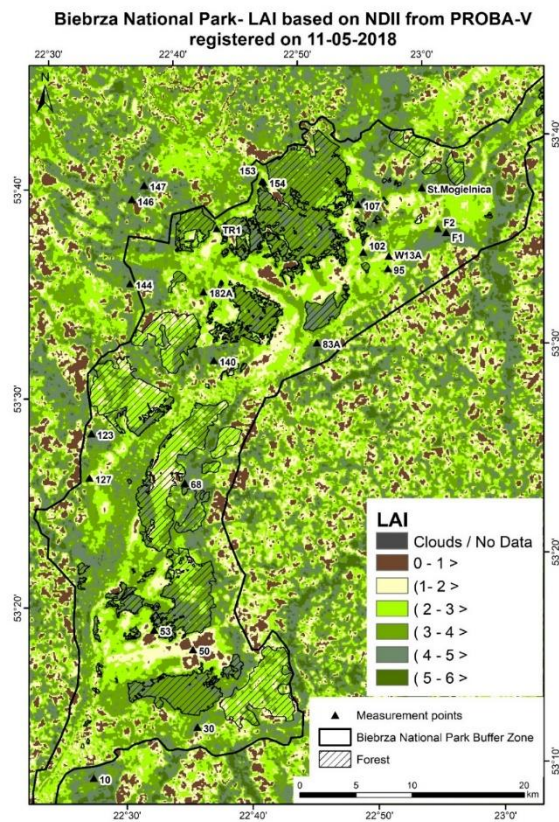 Biebrza National Park- LAI based on NDII from PROBA-V
registered on 11-05-2018
22°30' 22°40' 22°50' 23°0'
N
53°40'
53°40'
147
146
153
154
St.Mogielnica
107
F2
F1
TR1
102
W13A
95
144
182A
83A
140
53°30'
53°30'
123
127
68
53°20'
53°20'
53
50
30
10
53°10'
LAI
Clouds / No Data
0 - 1 >
(1- 2 >
( 2 - 3 >
( 3 - 4 >
( 4 - 5 >
( 5 - 6 >
Measurement points
Biebrza National Park Buffer Zone
Forest
0 5 10 20
km
22°30' 22°40' 22°50' 23°0'